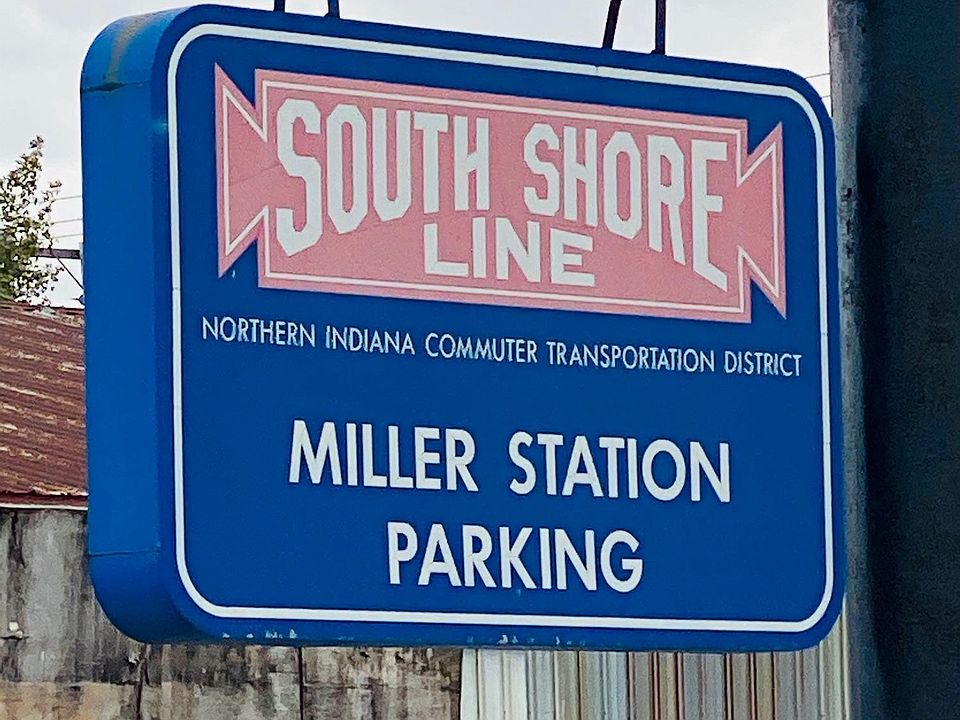 SOUTH SHORE
LINE
NORTHERN INDIANA COMMUTER TRANSPORTATION DISTRICT
MILLER STATION
PARKING